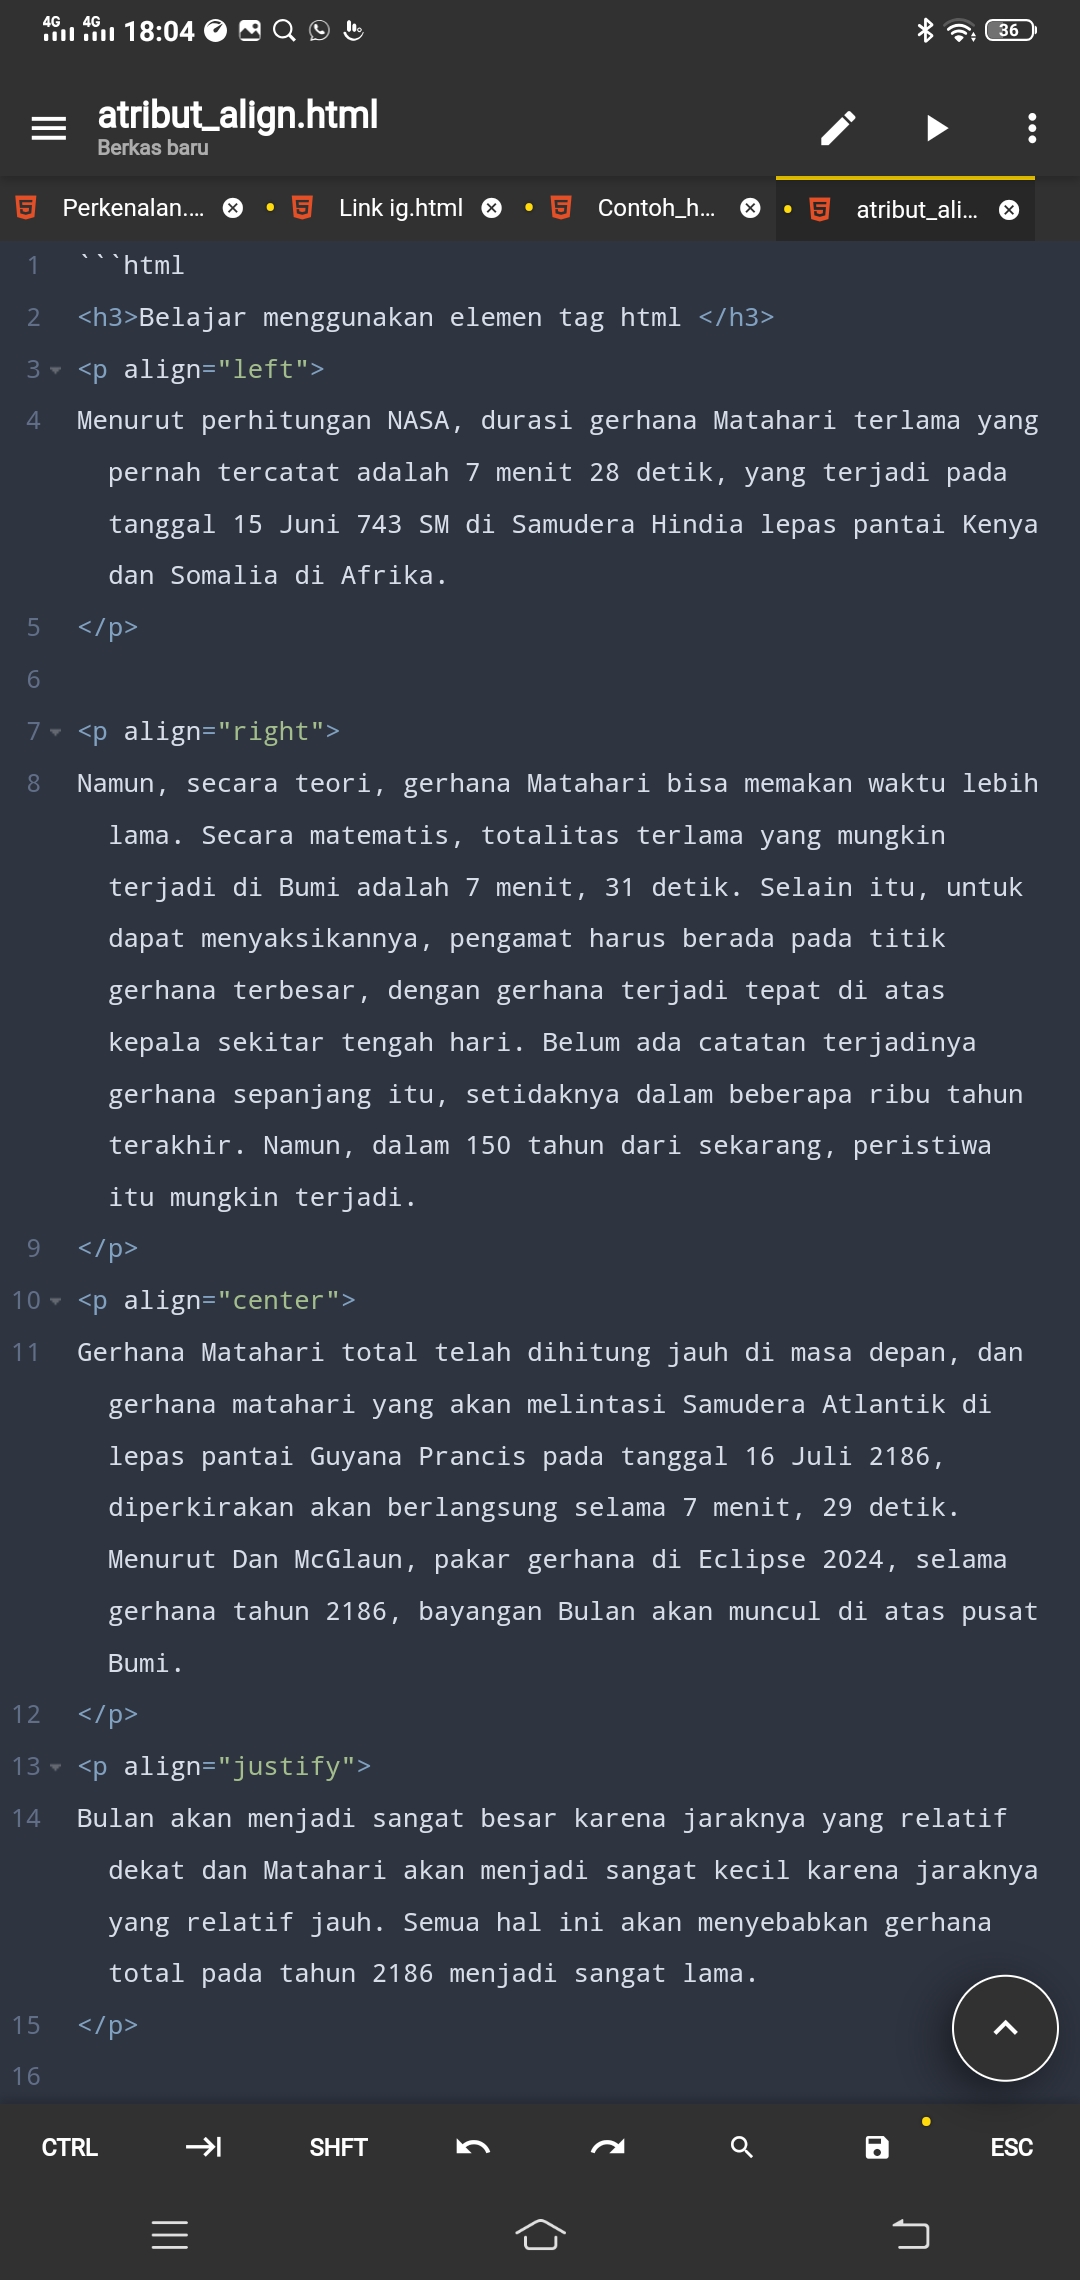 4G 4G 18:04 36
atribut_align.html
Berkas baru
Perkenalan.... Link ig.html Contoh_h... atribut_ali...
1 ```html
2 <h3>Belajar menggunakan elemen tag html </h3>
3 <p align="left">
4 Menurut perhitungan NASA, durasi gerhana Matahari terlama yang
pernah tercatat adalah 7 menit 28 detik, yang terjadi pada
tanggal 15 Juni 743 SM di Samudera Hindia lepas pantai Kenya
dan Somalia di Afrika.
5 </p>
6
7 <p align="right">
8 Namun, secara teori, gerhana Matahari bisa memakan waktu lebih
lama. Secara matematis, totalitas terlama yang mungkin
terjadi di Bumi adalah 7 menit, 31 detik. Selain itu, untuk
dapat menyaksikannya, pengamat harus berada pada titik
gerhana terbesar, dengan gerhana terjadi tepat di atas
kepala sekitar tengah hari. Belum ada catatan terjadinya
gerhana sepanjang itu, setidaknya dalam beberapa ribu tahun
terakhir. Namun, dalam 150 tahun dari sekarang, peristiwa
itu mungkin terjadi.
9 </p>
10 <p align="center">
11 Gerhana Matahari total telah dihitung jauh di masa depan, dan
gerhana matahari yang akan melintasi Samudera Atlantik di
lepas pantai Guyana Prancis pada tanggal 16 Juli 2186,
diperkirakan akan berlangsung selama 7 menit, 29 detik.
Menurut Dan McGlaun, pakar gerhana di Eclipse 2024, selama
gerhana tahun 2186, bayangan Bulan akan muncul di atas pusat
Bumi.
12 </p>
13 <p align="justify">
14 Bulan akan menjadi sangat besar karena jaraknya yang relatif
dekat dan Matahari akan menjadi sangat kecil karena jaraknya
yang relatif jauh. Semua hal ini akan menyebabkan gerhana
total pada tahun 2186 menjadi sangat lama.
15 </p>
16
CTRL SHFT ESC